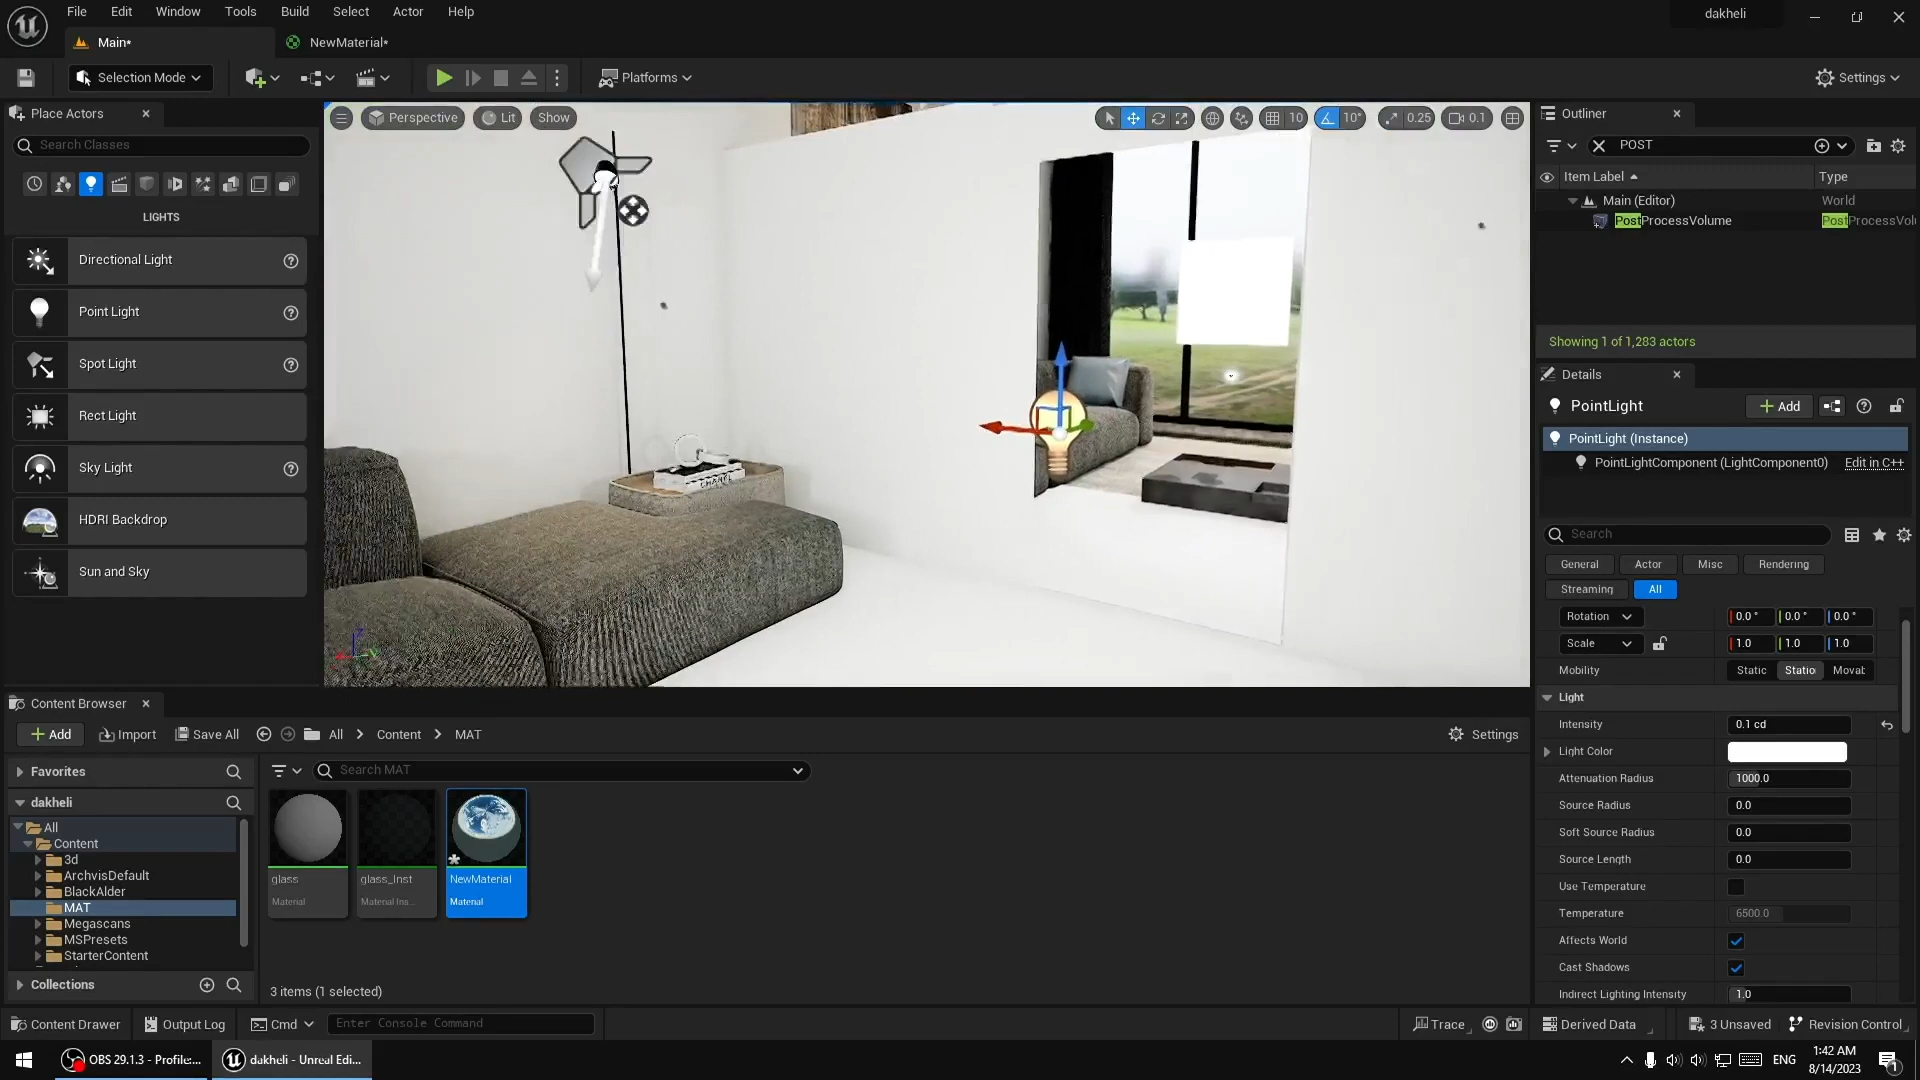 File Edit Window Tools Build Select Actor Help
dakheli
Main*
NewMaterial*
Selection Mode
Platforms
Settings
Place Actors
Search Classes
LIGHTS
Directional Light
Point Light
Spot Light
Rect Light
Sky Light
HDRI Backdrop
Sun and Sky
Perspective
Lit
Show
10
10°
0.25
0.1
CHANEL
Outliner
POST
Item Label
Type
Main (Editor)
World
PostProcessVolume
PostProcessVolu
Showing 1 of 1,283 actors
Details
PointLight
Add
PointLight (Instance)
PointLightComponent (LightComponent0)
Edit in C++
Search
General
Actor
Misc
Rendering
Streaming
All
Rotation
0.0 °
0.0 °
0.0 °
Scale
1.0
1.0
1.0
Mobility
Static
Statio
Movab
Light
Intensity
0.1 cd
Light Color
Attenuation Radius
1000.0
Source Radius
0.0
Soft Source Radius
0.0
Source Length
0.0
Use Temperature
Temperature
6500.0
Affects World
Cast Shadows
Indirect Lighting Intensity
1.0
Content Browser
Add
Import
Save All
All
Content
MAT
Settings
Favorites
dakheli
All
Content
3d
ArchvisDefault
BlackAlder
MAT
Megascans
MSPresets
StarterContent
Collections
Search MAT
glass
Material
glass_Inst
Material Ins...
NewMaterial
Material
3 items (1 selected)
Content Drawer
Output Log
Cmd
Enter Console Command
Trace
Derived Data
3 Unsaved
Revision Control
OBS 29.1.3 - Profile:...
dakheli - Unreal Edi...
ENG
1:42 AM
8/14/2023
1